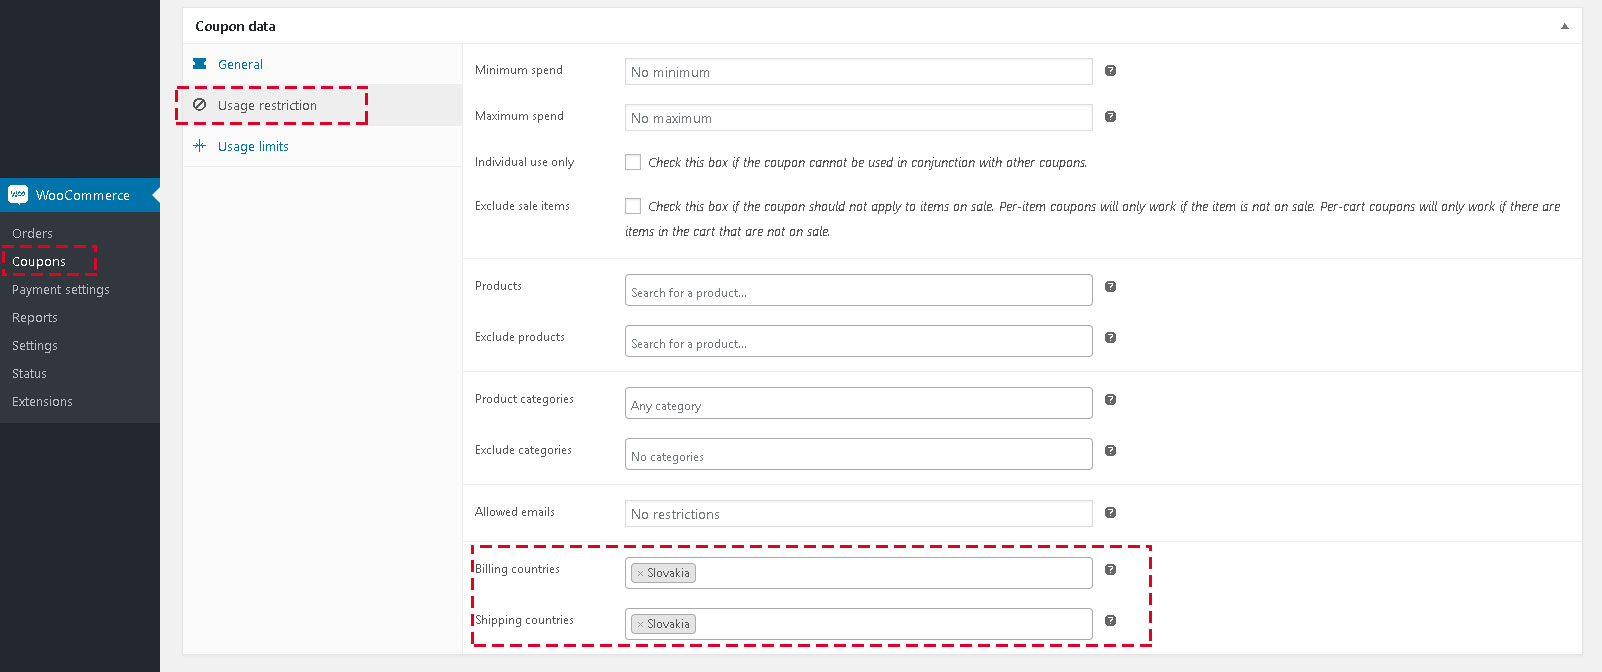 Coupon data
General
Usage restriction
Usage limits
Woo WooCommerce
Orders
Coupons
Payment settings
Reports
Settings
Status
Extensions
Minimum spend No minimum ?
Maximum spend No maximum ?
Individual use only Check this box if the coupon cannot be used in conjunction with other coupons.
Exclude sale items Check this box if the coupon should not apply to items on sale. Per-item coupons will only work if the item is not on sale. Per-cart coupons will only work if there are
items in the cart that are not on sale.
Products Search for a product... ?
Exclude products Search for a product... ?
Product categories Any category ?
Exclude categories No categories ?
Allowed emails No restrictions ?
Billing countries × Slovakia ?
Shipping countries × Slovakia ?